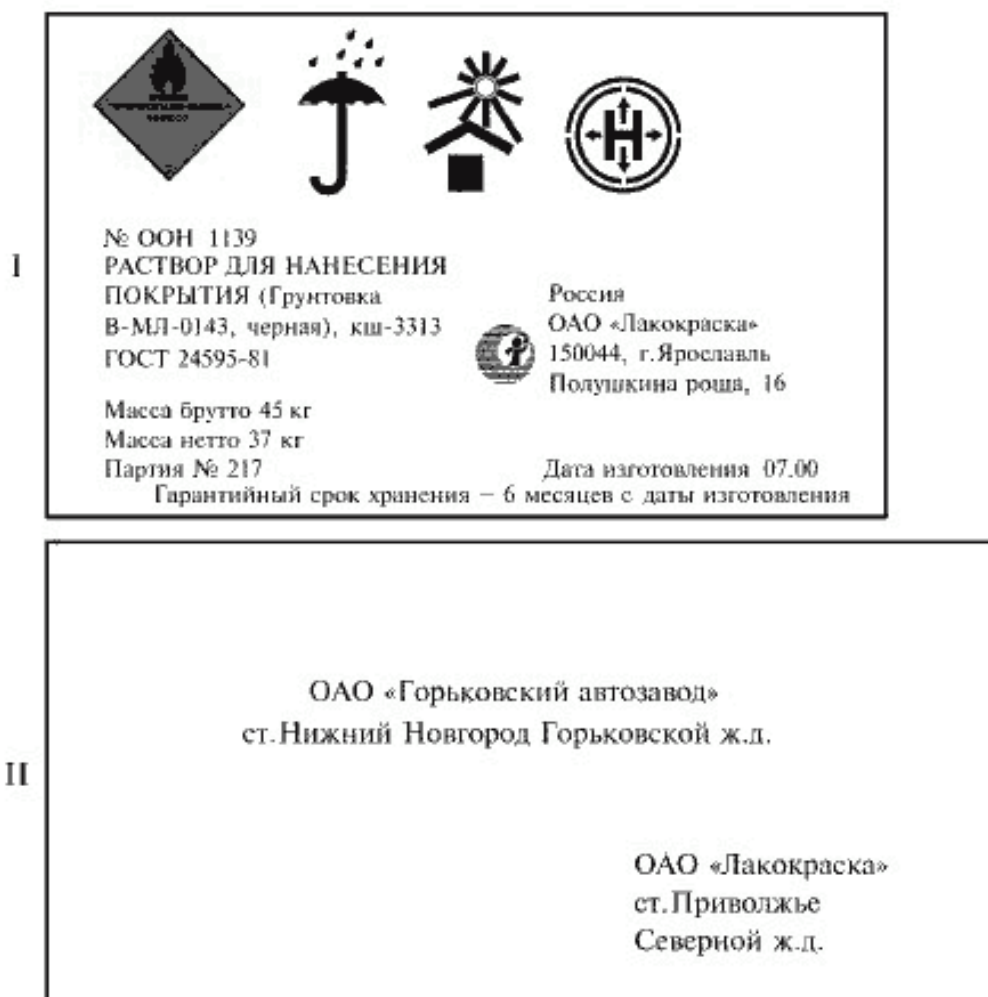 I
№ ООН 1139
РАСТВОР ДЛЯ НАНЕСЕНИЯ
ПОКРЫТИЯ (Грунтовка
В-МЛ-0143, черная), кш-3313
ГОСТ 24595-81
Россия
ОАО «Лакокраска»
150044, г.Ярославль
Полушкина роща, 16
Масса брутто 45 кг
Масса нетто 37 кг
Партия № 217
Дата изготовления 07.00
Гарантийный срок хранения – 6 месяцев с даты изготовления
II
ОАО «Горьковский автозавод»
ст.Нижний Новгород Горьковской ж.д.
ОАО «Лакокраска»
ст.Приволжье
Северной ж.д.